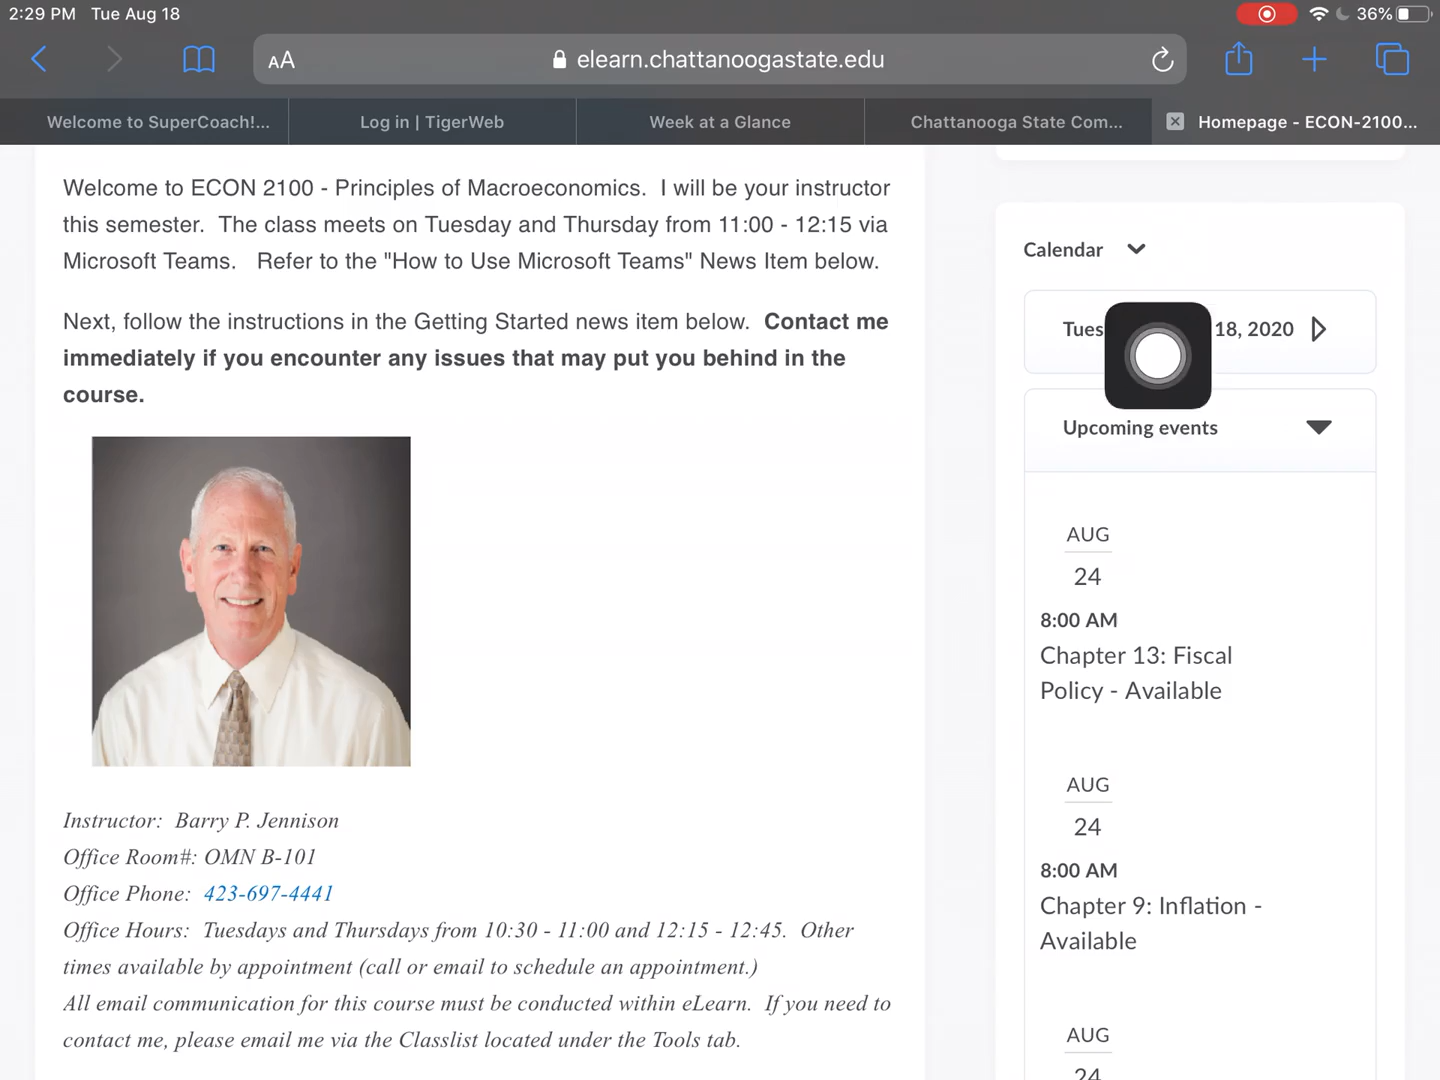 2:29 PM Tue Aug 18
36%
AA elearn.chattanoogastate.edu
Welcome to SuperCoach!... Log in | TigerWeb Week at a Glance Chattanooga State Com... Homepage - ECON-2100...
Welcome to ECON 2100 - Principles of Macroeconomics. I will be your instructor
this semester. The class meets on Tuesday and Thursday from 11:00 - 12:15 via
Microsoft Teams. Refer to the "How to Use Microsoft Teams" News Item below.
Next, follow the instructions in the Getting Started news item below. Contact me
immediately if you encounter any issues that may put you behind in the
course.
Instructor: Barry P. Jennison
Office Room#: OMN B-101
Office Phone: 423-697-4441
Office Hours: Tuesdays and Thursdays from 10:30 - 11:00 and 12:15 - 12:45. Other
times available by appointment (call or email to schedule an appointment.)
All email communication for this course must be conducted within eLearn. If you need to
contact me, please email me via the Classlist located under the Tools tab.
Calendar
Tues 18, 2020
Upcoming events
AUG
24
8:00 AM
Chapter 13: Fiscal
Policy - Available
AUG
24
8:00 AM
Chapter 9: Inflation -
Available
AUG
24